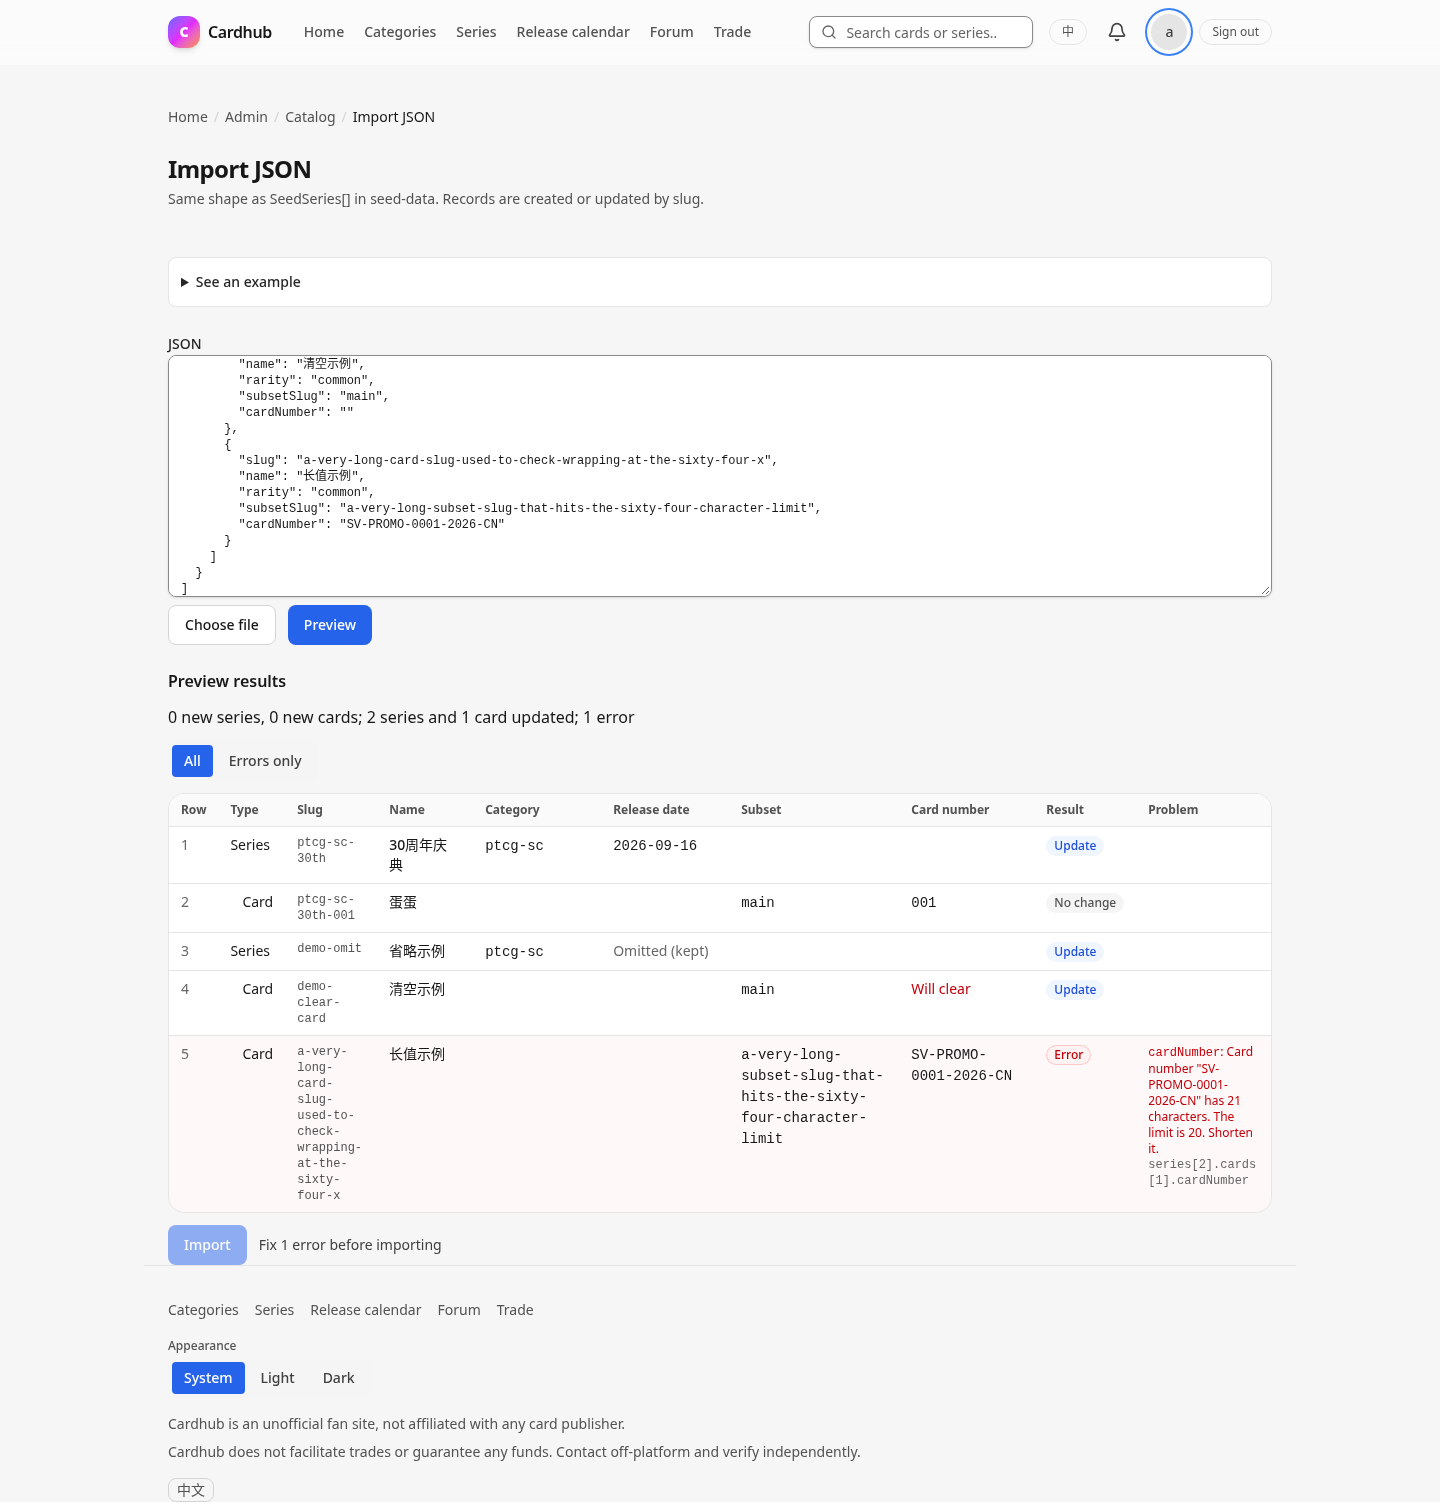 C Cardhub Home Categories Series Release calendar Forum Trade Search cards or series.. 中 a Sign out
Home / Admin / Catalog / Import JSON
Import JSON
Same shape as SeedSeries[] in seed-data. Records are created or updated by slug.
See an example
JSON
"name": "清空示例",
"rarity": "common",
"subsetSlug": "main",
"cardNumber": ""
},
{
"slug": "a-very-long-card-slug-used-to-check-wrapping-at-the-sixty-four-x",
"name": "长值示例",
"rarity": "common",
"subsetSlug": "a-very-long-subset-slug-that-hits-the-sixty-four-character-limit",
"cardNumber": "SV-PROMO-0001-2026-CN"
}
]
}
]
Choose file Preview
Preview results
0 new series, 0 new cards; 2 series and 1 card updated; 1 error
All Errors only
Row Type Slug Name Category Release date Subset Card number Result Problem
1 Series ptcg-sc- 30周年庆 ptcg-sc 2026-09-16 Update
30th 典
2 Card ptcg-sc- 蛋蛋 main 001 No change
30th-001
3 Series demo-omit 省略示例 ptcg-sc Omitted (kept) Update
4 Card demo- 清空示例 main Will clear Update
clear-
card
5 Card a-very- 长值示例 a-very-long- SV-PROMO- Error cardNumber: Card
long- subset-slug-that- 0001-2026-CN number "SV-
card- hits-the-sixty- PROMO-0001-
slug- four-character- 2026-CN" has 21
used-to- limit characters. The
check- limit is 20. Shorten
wrapping- it.
at-the- series[2].cards
sixty- [1].cardNumber
four-x
Import Fix 1 error before importing
Categories Series Release calendar Forum Trade
Appearance
System Light Dark
Cardhub is an unofficial fan site, not affiliated with any card publisher.
Cardhub does not facilitate trades or guarantee any funds. Contact off-platform and verify independently.
中文